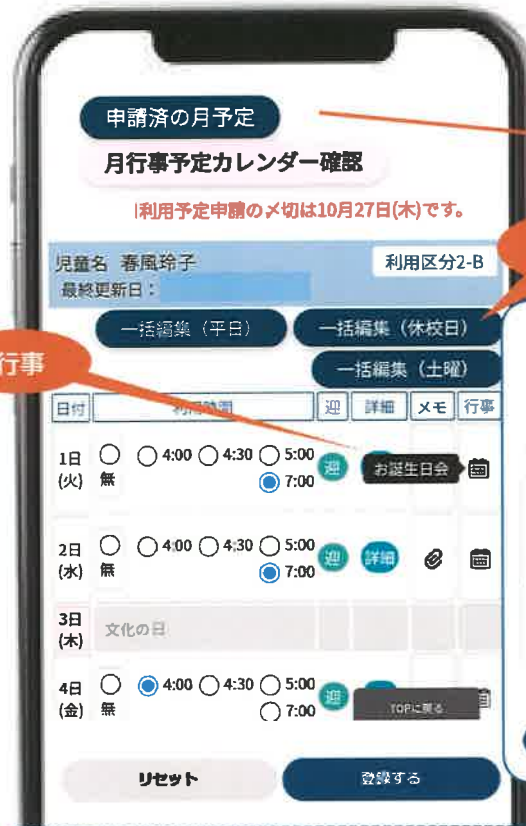 申請済の月予定
月行事予定カレンダー確認
利用予定申請の〆切は10月27日(木)です。
児童名 春風玲子
利用区分2-B
最終更新日:
一括編集(平日)
一括編集(休校日)
一括編集(土曜)
行事
日付 利用時間 迎 詳細 メモ 行事
1日 4:00 4:30 5:00 迎 お誕生日会
(火) 無 7:00
2日 4:00 4:30 5:00 迎 詳細
(水) 無 7:00
3日
(木) 文化の日
4日 4:00 4:30 5:00 迎
(金) 無 7:00 TOPに戻る
リセット 登録する